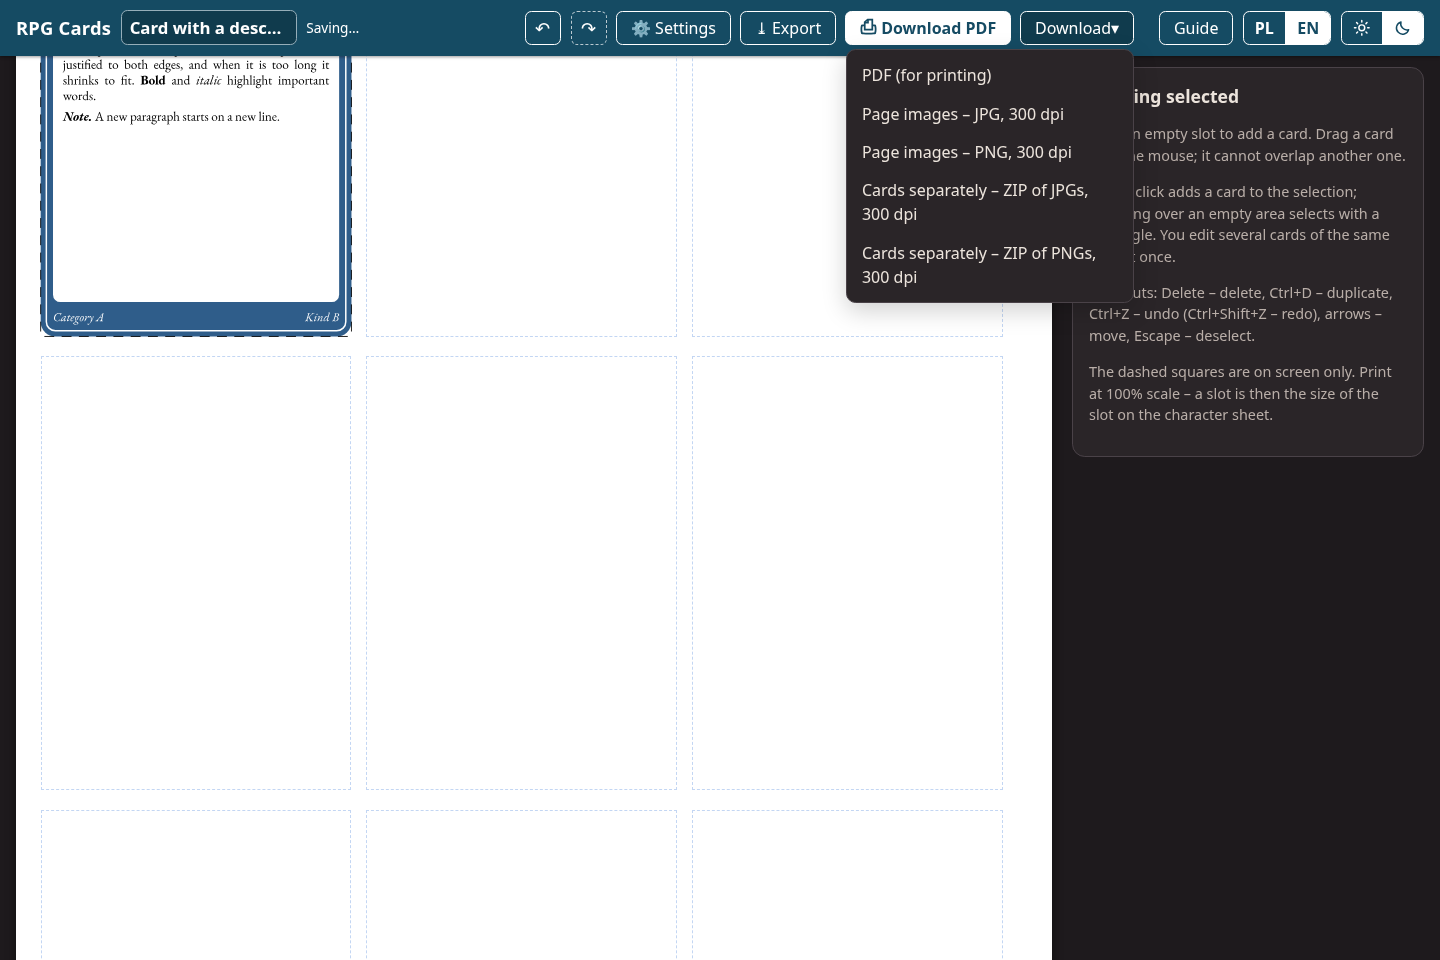 RPG Cards
Card with a desc...
Saving...
↶
↷
⚙️ Settings
⤓ Export
Download PDF
Download▾
Guide
PL
EN
justified to both edges, and when it is too long it
shrinks to fit. Bold and italic highlight important
words.
Note. A new paragraph starts on a new line.
Category A
Kind B
PDF (for printing)
Page images – JPG, 300 dpi
Page images – PNG, 300 dpi
Cards separately – ZIP of JPGs,
300 dpi
Cards separately – ZIP of PNGs,
300 dpi
selected
empty slot to add a card. Drag a card
mouse; it cannot overlap another one.
click adds a card to the selection;
over an empty area selects with a
You edit several cards of the same
once.
Delete – delete, Ctrl+D – duplicate,
Ctrl+Z – undo (Ctrl+Shift+Z – redo), arrows –
move, Escape – deselect.
The dashed squares are on screen only. Print
at 100% scale – a slot is then the size of the
slot on the character sheet.